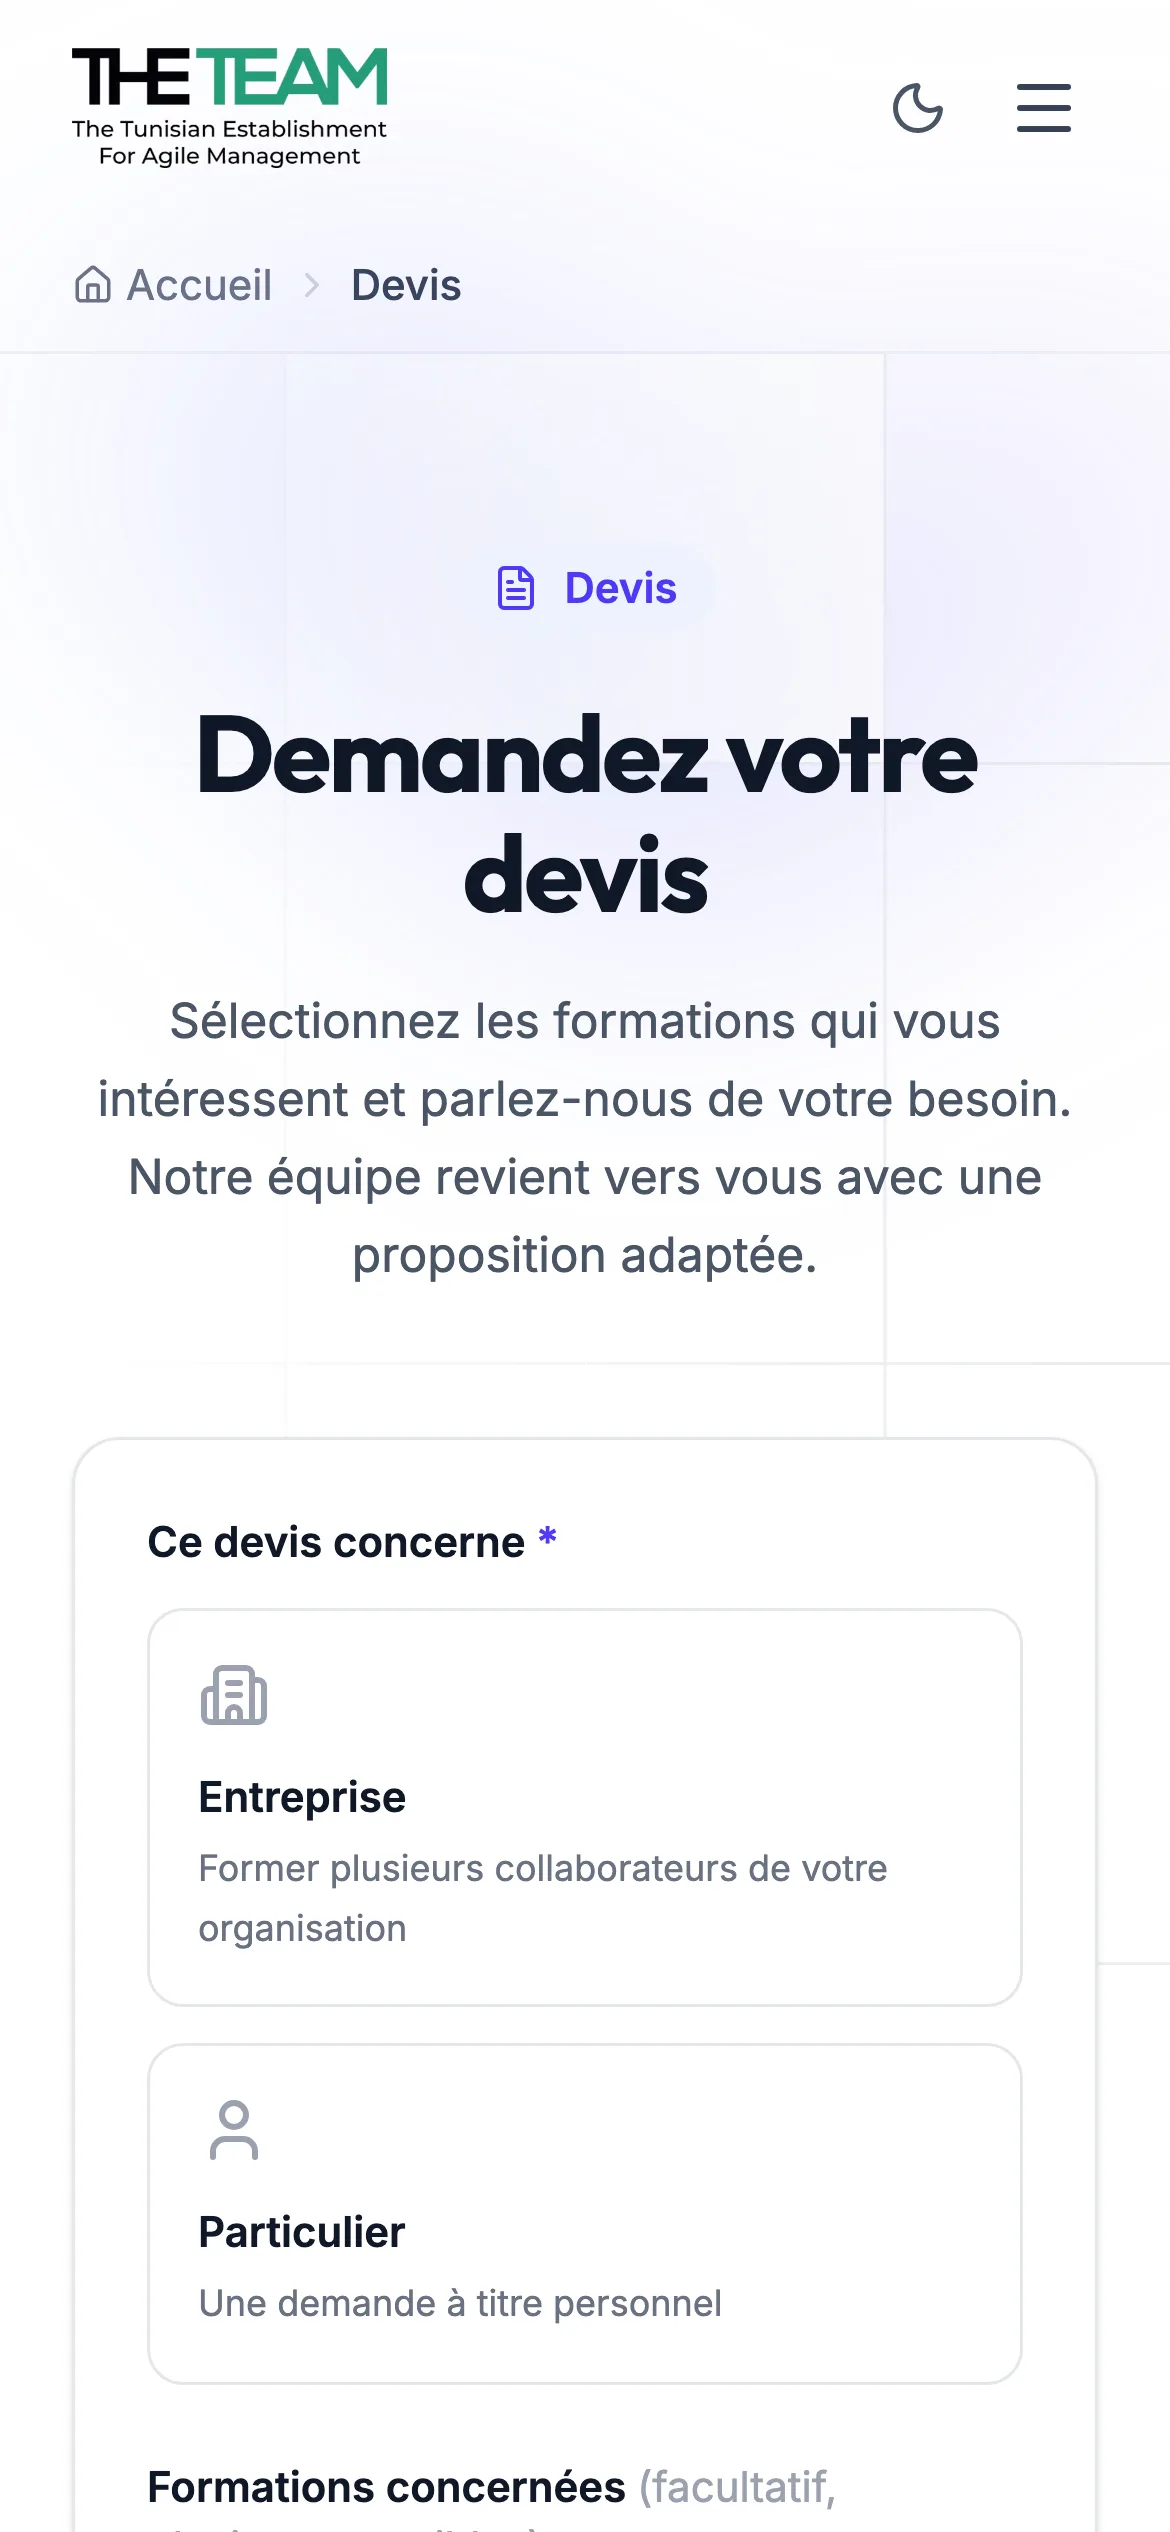 THE TEAM
The Tunisian Establishment
For Agile Management
Accueil > Devis
Devis
Demandez votre
devis
Sélectionnez les formations qui vous
intéressent et parlez-nous de votre besoin.
Notre équipe revient vers vous avec une
proposition adaptée.
Ce devis concerne *
Entreprise
Former plusieurs collaborateurs de votre
organisation
Particulier
Une demande à titre personnel
Formations concernées (facultatif,